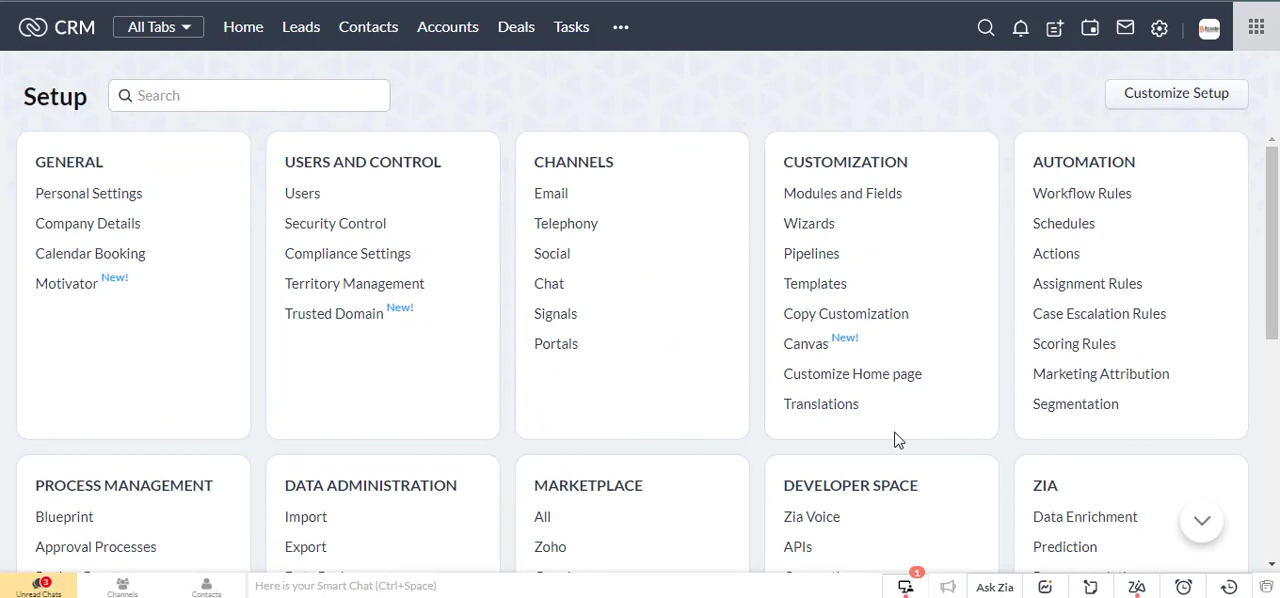 CRM All Tabs Home Leads Contacts Accounts Deals Tasks •••
Setup Search Customize Setup
GENERAL
Personal Settings
Company Details
Calendar Booking
Motivator New!
USERS AND CONTROL
Users
Security Control
Compliance Settings
Territory Management
Trusted Domain New!
CHANNELS
Email
Telephony
Social
Chat
Signals
Portals
CUSTOMIZATION
Modules and Fields
Wizards
Pipelines
Templates
Copy Customization
Canvas New!
Customize Home page
Translations
AUTOMATION
Workflow Rules
Schedules
Actions
Assignment Rules
Case Escalation Rules
Scoring Rules
Marketing Attribution
Segmentation
PROCESS MANAGEMENT
Blueprint
Approval Processes
DATA ADMINISTRATION
Import
Export
MARKETPLACE
All
Zoho
DEVELOPER SPACE
Zia Voice
APIs
ZIA
Data Enrichment
Prediction
3
Unread Chats Channels Contacts Here is your Smart Chat (Ctrl+Space) 1 Ask Zia